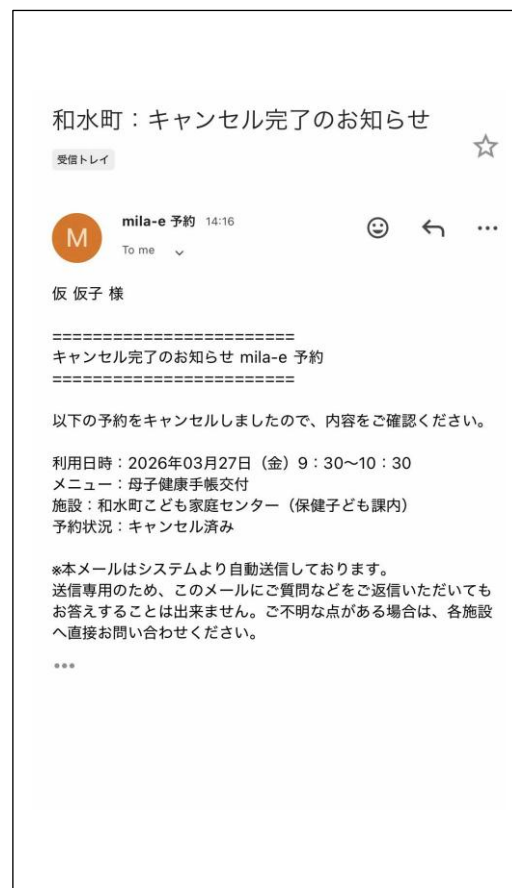 和水町：キャンセル完了のお知らせ
受信トレイ
M
mila-e 予約 14:16
To me
仮 仮子 様
========================
キャンセル完了のお知らせ mila-e 予約
========================
以下の予約をキャンセルしましたので、内容をご確認ください。
利用日時：2026年03月27日（金）9：30〜10：30
メニュー：母子健康手帳交付
施設：和水町こども家庭センター（保健子ども課内）
予約状況：キャンセル済み
※本メールはシステムより自動送信しております。
送信専用のため、このメールにご質問などをご返信いただいても
お答えすることは出来ません。ご不明な点がある場合は、各施設
へ直接お問い合わせください。